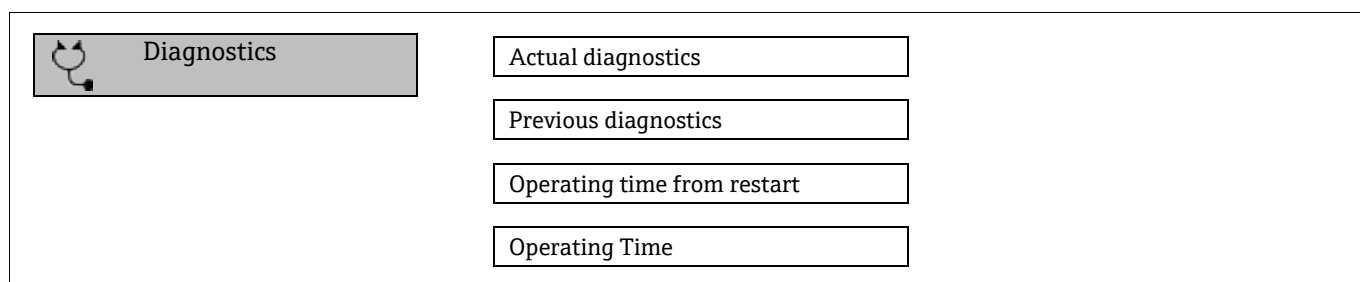 Diagnostics
Actual diagnostics
Previous diagnostics
Operating time from restart
Operating Time